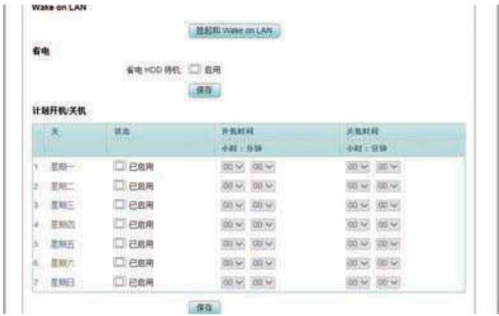 Wake on LAN
挂起和 Wake on LAN
省电
省电 HDD 待机: 启用
保存
计划开机/关机
天 状态 开机时间 关机时间
小时:分钟 小时:分钟
1 星期一 已启用 00 00 00 00
2 星期二 已启用 00 00 00 00
3 星期三 已启用 00 00 00 00
4 星期四 已启用 00 00 00 00
5 星期五 已启用 00 00 00 00
6 星期六 已启用 00 00 00 00
7 星期日 已启用 00 00 00 00
保存